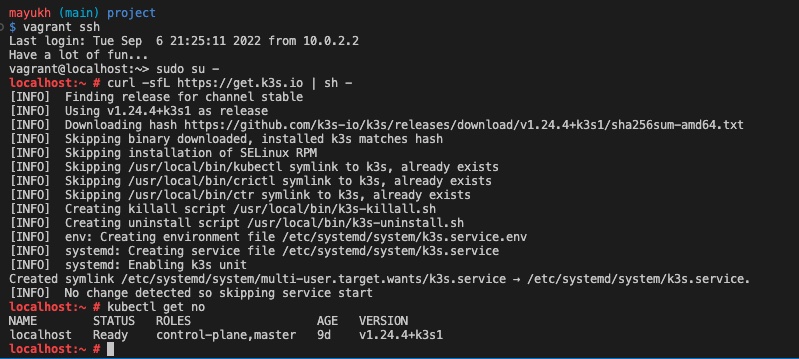 mayukh (main) project
$ vagrant ssh
Last login: Tue Sep  6 21:25:11 2022 from 10.0.2.2
Have a lot of fun...
vagrant@localhost:~> sudo su -
localhost:~ # curl -sfL https://get.k3s.io | sh -
[INFO]  Finding release for channel stable
[INFO]  Using v1.24.4+k3s1 as release
[INFO]  Downloading hash https://github.com/k3s-io/k3s/releases/download/v1.24.4+k3s1/sha256sum-amd64.txt
[INFO]  Skipping binary downloaded, installed k3s matches hash
[INFO]  Skipping installation of SELinux RPM
[INFO]  Skipping /usr/local/bin/kubectl symlink to k3s, already exists
[INFO]  Skipping /usr/local/bin/crictl symlink to k3s, already exists
[INFO]  Skipping /usr/local/bin/ctr symlink to k3s, already exists
[INFO]  Creating killall script /usr/local/bin/k3s-killall.sh
[INFO]  Creating uninstall script /usr/local/bin/k3s-uninstall.sh
[INFO]  env: Creating environment file /etc/systemd/system/k3s.service.env
[INFO]  systemd: Creating service file /etc/systemd/system/k3s.service
[INFO]  systemd: Enabling k3s unit
Created symlink /etc/systemd/system/multi-user.target.wants/k3s.service → /etc/systemd/system/k3s.service.
[INFO]  No change detected so skipping service start
localhost:~ # kubectl get no
NAME        STATUS   ROLES                  AGE   VERSION
localhost   Ready    control-plane,master   9d    v1.24.4+k3s1
localhost:~ #